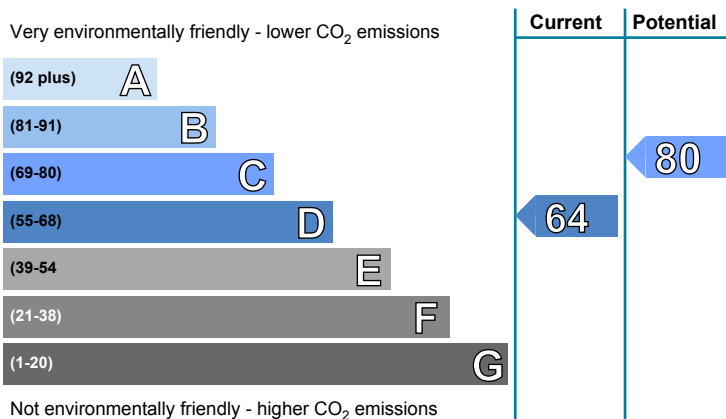 Current Potential
Very environmentally friendly - lower CO2 emissions
(92 plus) A
(81-91) B
(69-80) C 80
(55-68) D 64
(39-54 E
(21-38) F
(1-20) G
Not environmentally friendly - higher CO2 emissions